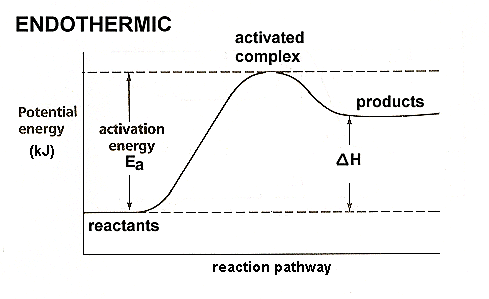 ENDOTHERMIC
activated
complex
products
Potential
energy
(kJ)
activation
energy
Ea
ΔH
reactants
reaction pathway